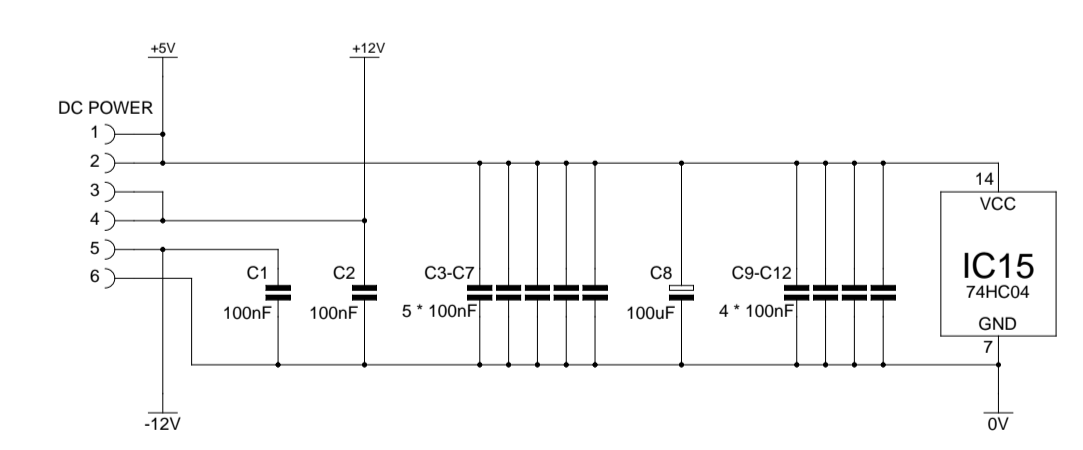 +5V
+12V
DC POWER
1
2
3
4
5
6
14
VCC
C1
C2
C3-C7
C8
C9-C12
IC15
74HC04
100nF
100nF
5 * 100nF
100uF
4 * 100nF
GND
7
-12V
0V